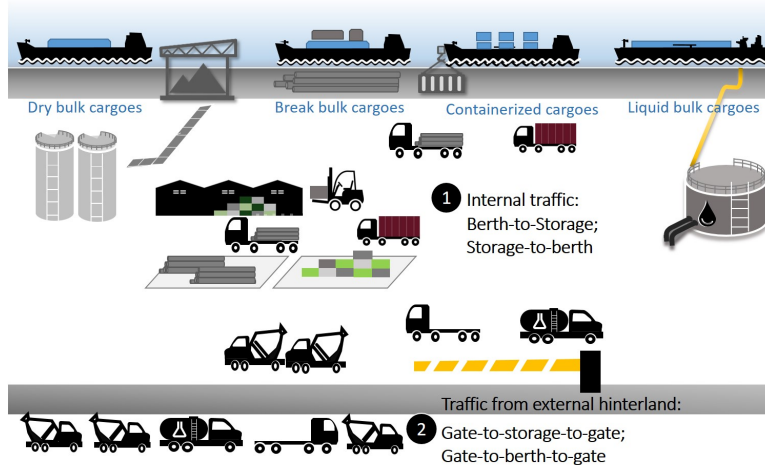 Dry bulk cargoes
Break bulk cargoes
Containerized cargoes
Liquid bulk cargoes
1
Internal traffic:
Berth-to-Storage;
Storage-to-berth
Traffic from external hinterland:
2
Gate-to-storage-to-gate;
Gate-to-berth-to-gate